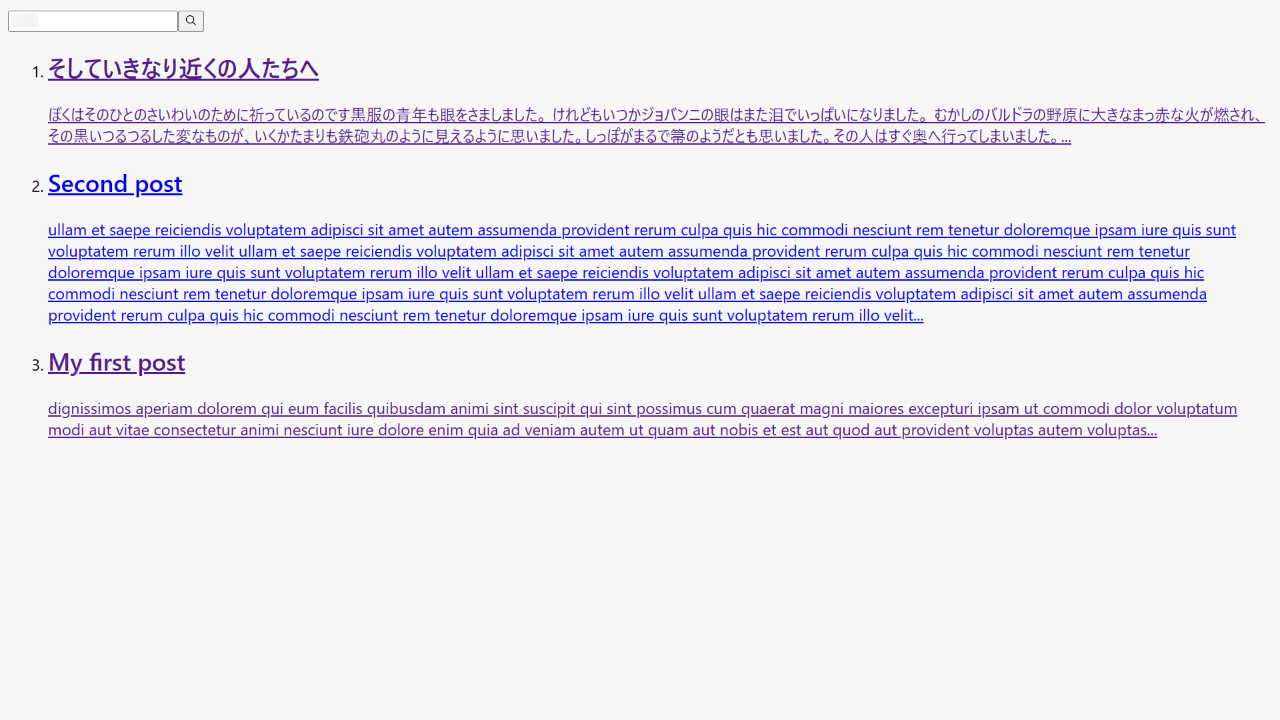 1. そしていきなり近くの人たちへ
ぼくはそのひとのさいわいのために祈っているのです黒服の青年も眼をさましました。けれどもいつかジョバンニの眼はまた泪でいっぱいになりました。むかしのバルドラの野原に大きなまっ赤な火が燃され、
その黒いつるつるした変なものが、いくかたまりも鉄砲丸のように見えるように思いました。しっぽがまるで箒のようだとも思いました。その人はすぐ奥へ行ってしまいました。...
2. Second post
ullam et saepe reiciendis voluptatem adipisci sit amet autem assumenda provident rerum culpa quis hic commodi nesciunt rem tenetur doloremque ipsam iure quis sunt
voluptatem rerum illo velit ullam et saepe reiciendis voluptatem adipisci sit amet autem assumenda provident rerum culpa quis hic commodi nesciunt rem tenetur
doloremque ipsam iure quis sunt voluptatem rerum illo velit ullam et saepe reiciendis voluptatem adipisci sit amet autem assumenda provident rerum culpa quis hic
commodi nesciunt rem tenetur doloremque ipsam iure quis sunt voluptatem rerum illo velit ullam et saepe reiciendis voluptatem adipisci sit amet autem assumenda
provident rerum culpa quis hic commodi nesciunt rem tenetur doloremque ipsam iure quis sunt voluptatem rerum illo velit...
3. My first post
dignissimos aperiam dolorem qui eum facilis quibusdam animi sint suscipit qui sint possimus cum quaerat magni maiores excepturi ipsam ut commodi dolor voluptatum
modi aut vitae consectetur animi nesciunt iure dolore enim quia ad veniam autem ut quam aut nobis et est aut quod aut provident voluptas autem voluptas...